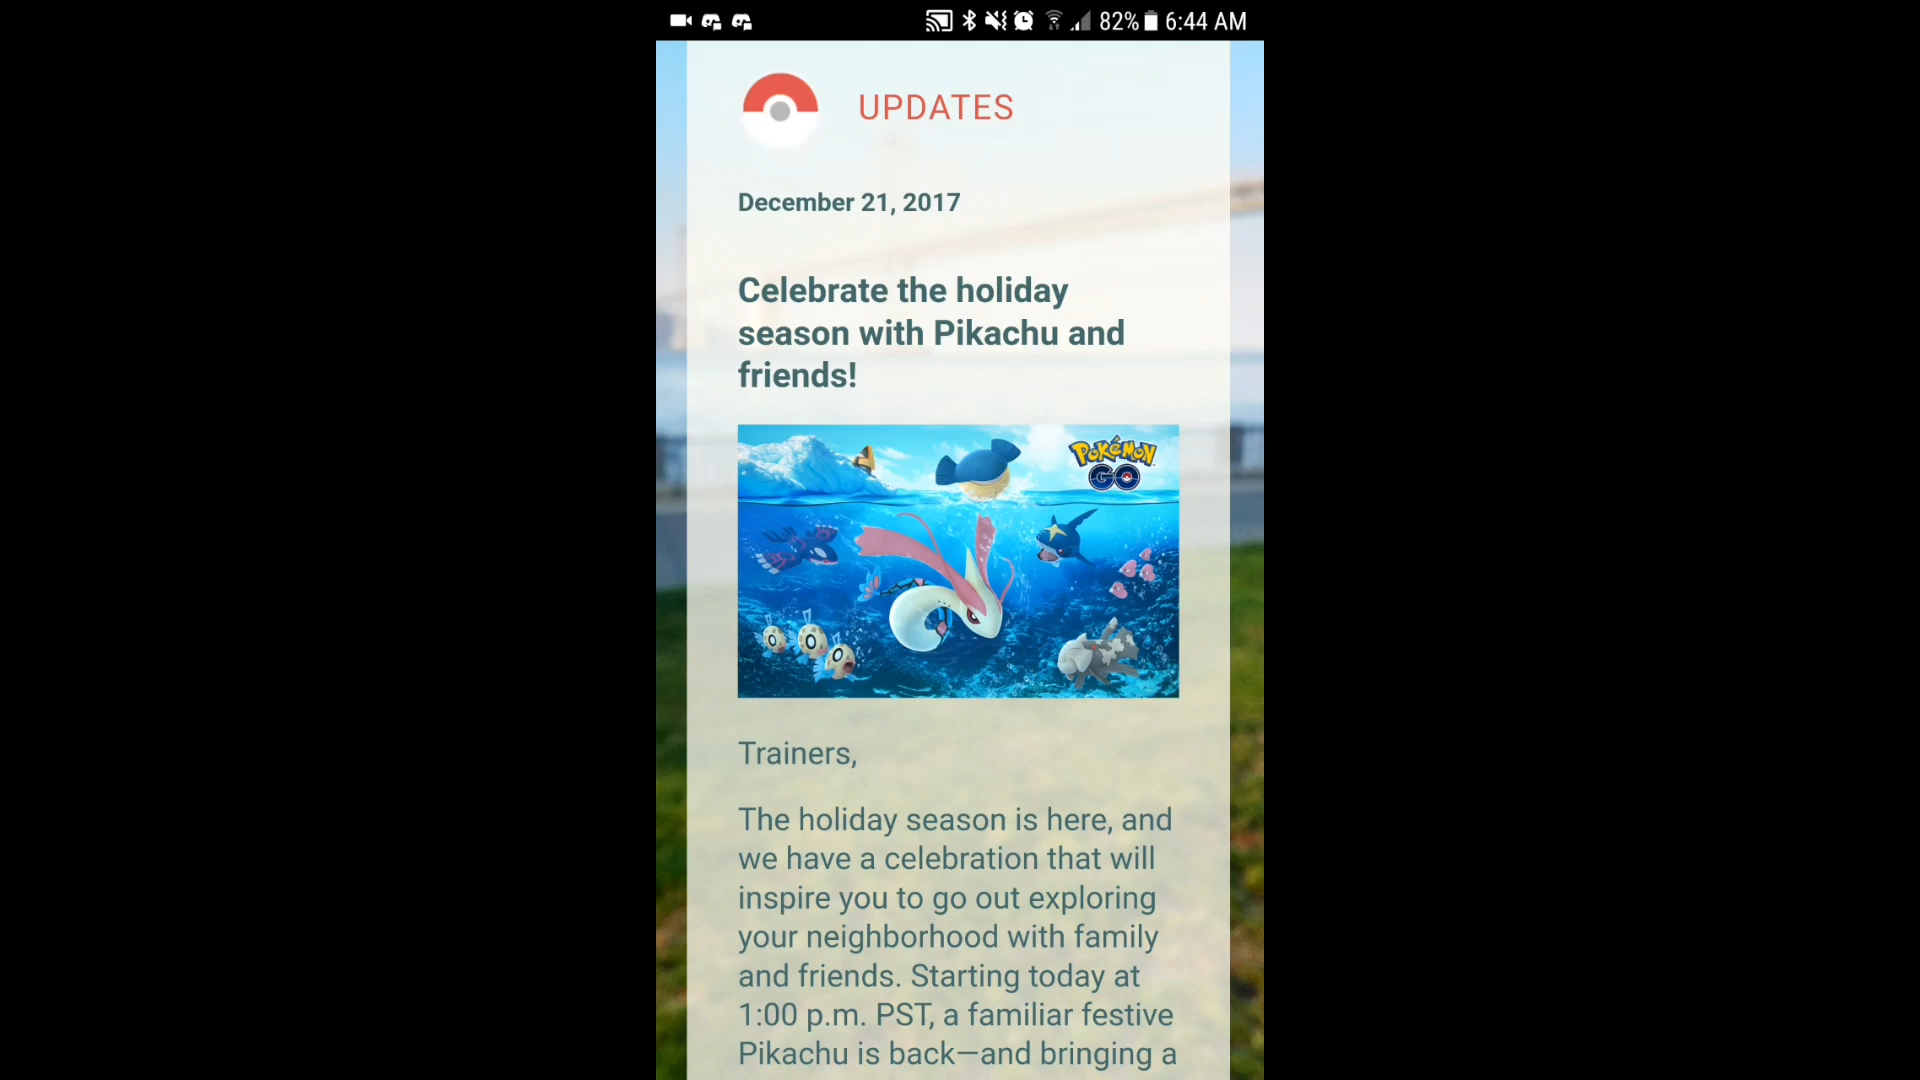 82% 6:44 AM
UPDATES
December 21, 2017
Celebrate the holiday
season with Pikachu and
friends!
POKéMON
GO
Trainers,
The holiday season is here, and
we have a celebration that will
inspire you to go out exploring
your neighborhood with family
and friends. Starting today at
1:00 p.m. PST, a familiar festive
Pikachu is back—and bringing a